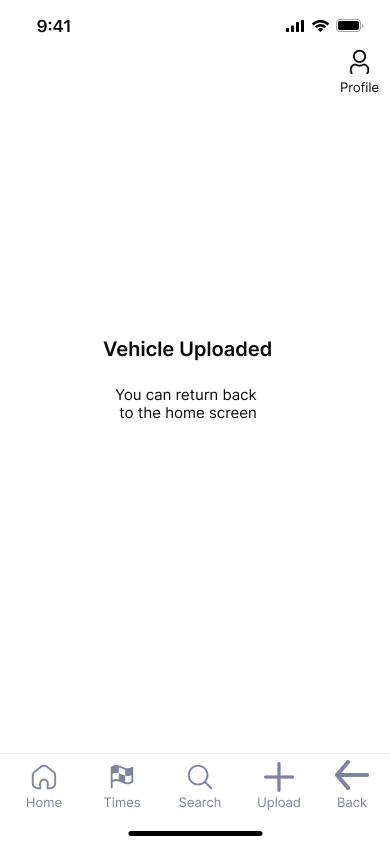 9:41
Profile
Vehicle Uploaded
You can return back
to the home screen
Home
Times
Search
Upload
Back